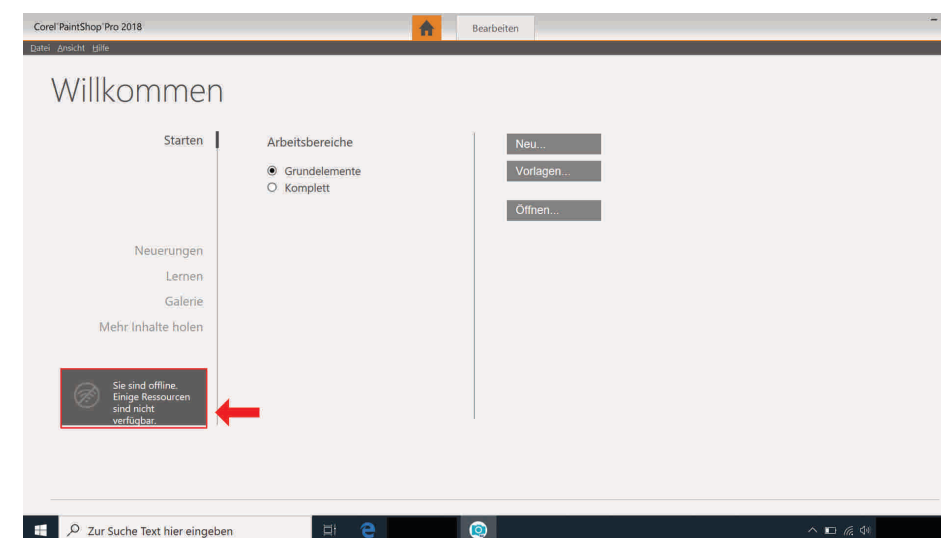 Corel®PaintShop®Pro 2018
Bearbeiten
Datei Ansicht Hilfe
Willkommen
Starten
Arbeitsbereiche
Grundelemente
Komplett
Neu...
Vorlagen...
Öffnen...
Neuerungen
Lernen
Galerie
Mehr Inhalte holen
Sie sind offline.
Einige Ressourcen
sind nicht
verfügbar.
Zur Suche Text hier eingeben